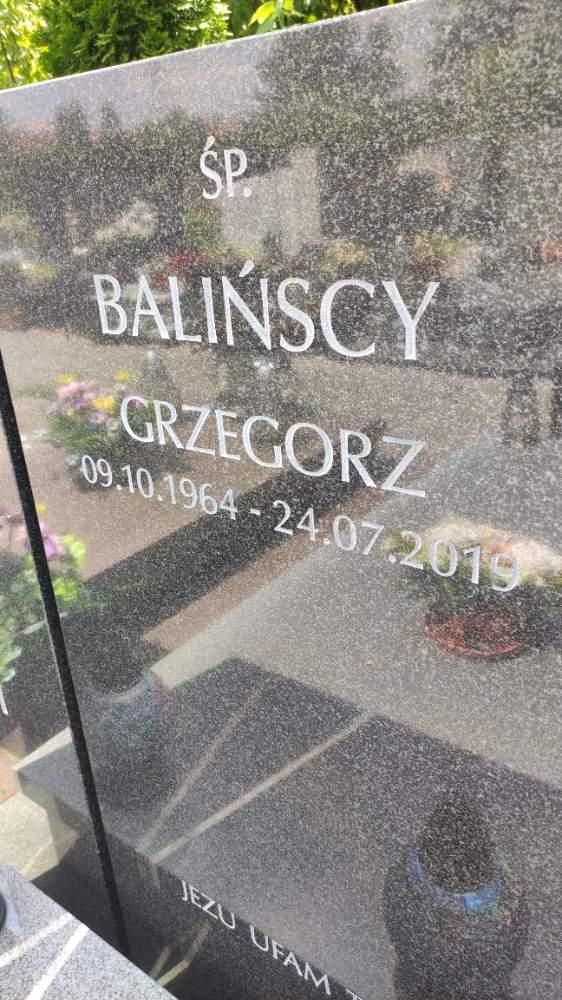 ŚP.
BALIŃSCY
GRZEGORZ
09.10.1964 - 24.07.2019
JEZU UFAM